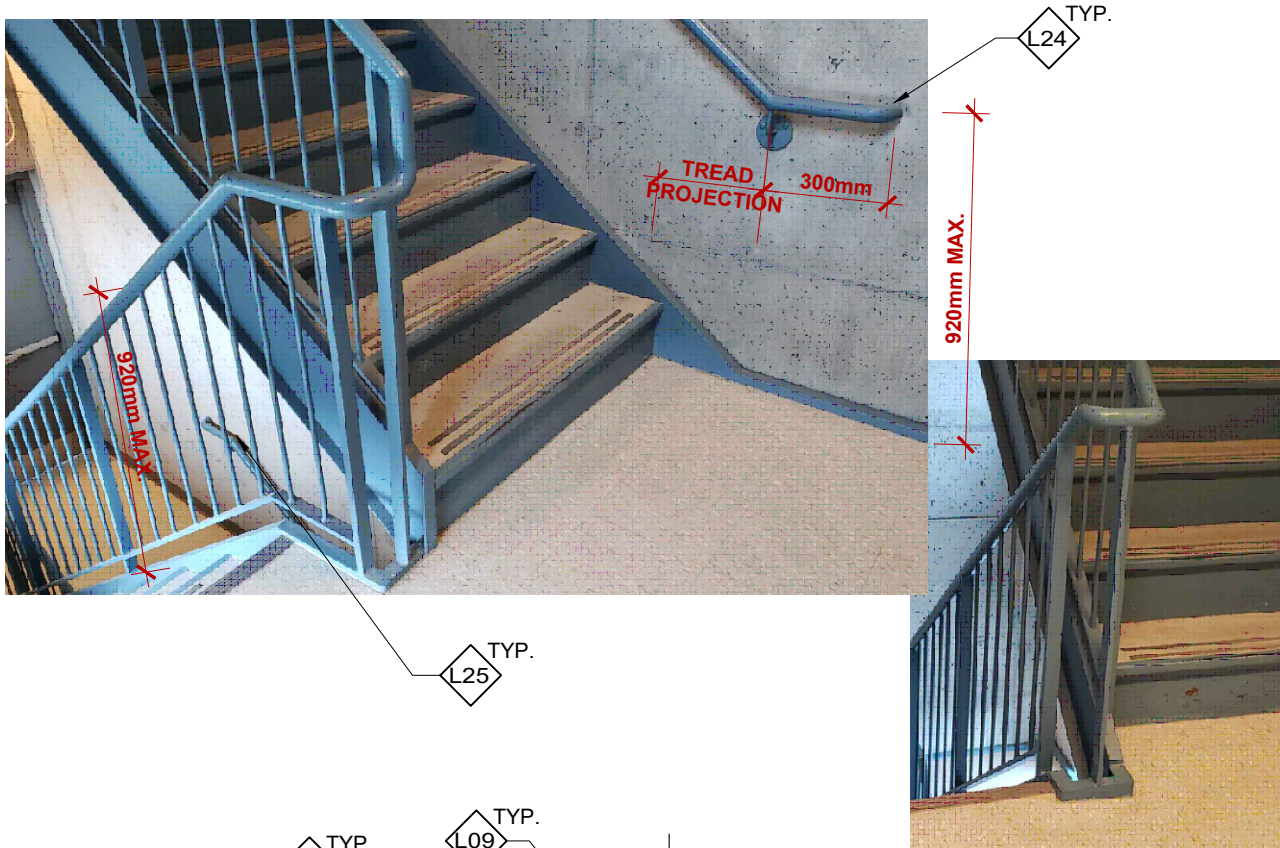 TYP.
L24
TREAD
PROJECTION
300mm
920mm MAX.
920mm MAX.
TYP.
L25
TYP.
L09
TYP